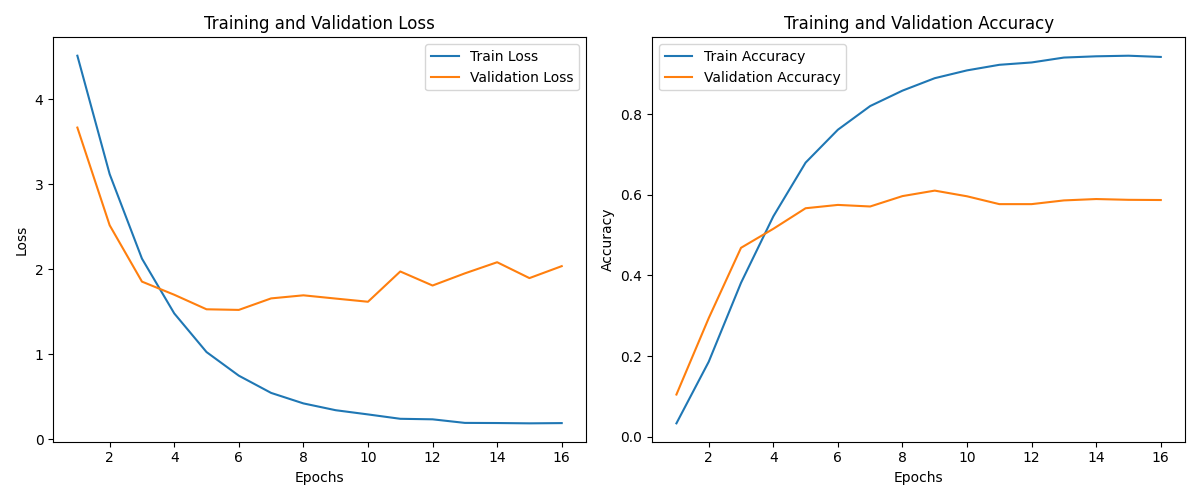 Training and Validation Loss
Train Loss
Validation Loss
Loss
4
3
2
1
0
2 4 6 8 10 12 14 16
Epochs
Training and Validation Accuracy
Train Accuracy
Validation Accuracy
Accuracy
0.8
0.6
0.4
0.2
0.0
2 4 6 8 10 12 14 16
Epochs